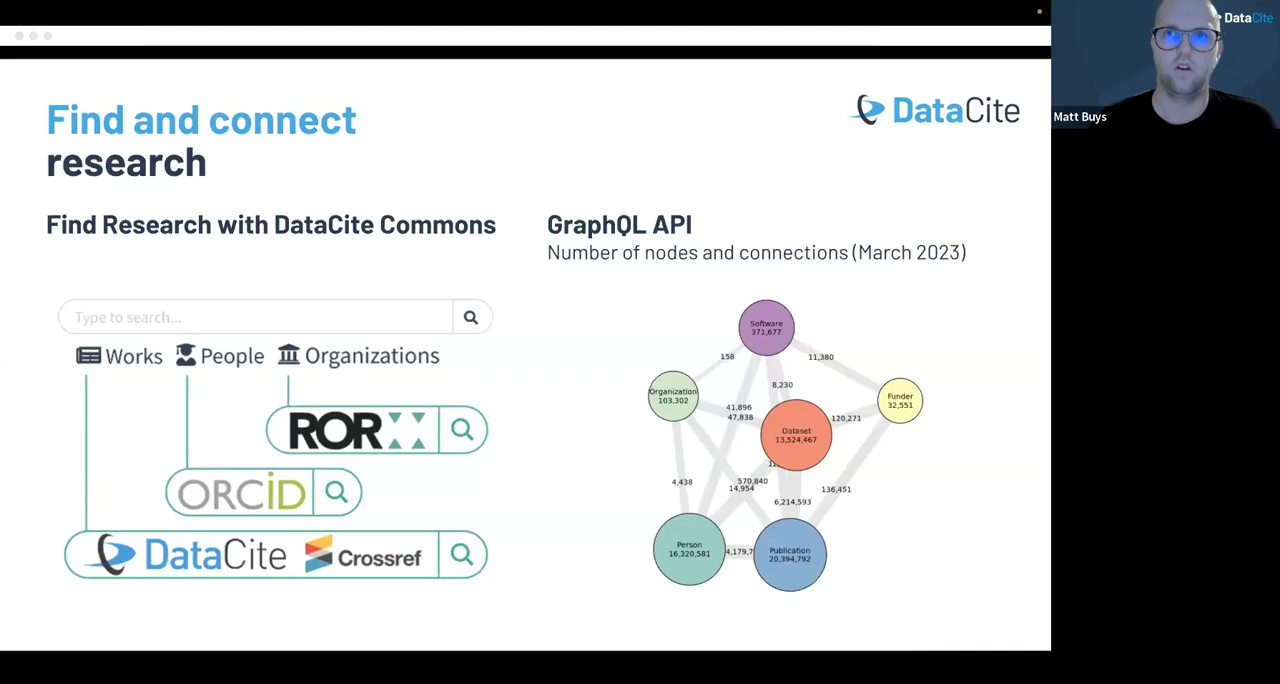 Find and connect
research
DataCite
Find Research with DataCite Commons
Type to search...
Works People Organizations
ROR
ORCID
DataCite Crossref
GraphQL API
Number of nodes and connections (March 2023)
Software
371,677
158
11,380
Organization
103,302
8,230
Funder
32,551
41,896
47,838
120,271
Dataset
13,524,467
4,438
570,840
14,954
136,451
6,214,593
Person
16,320,581
4,179,7
Publication
20,394,792
DataCite
Matt Buys